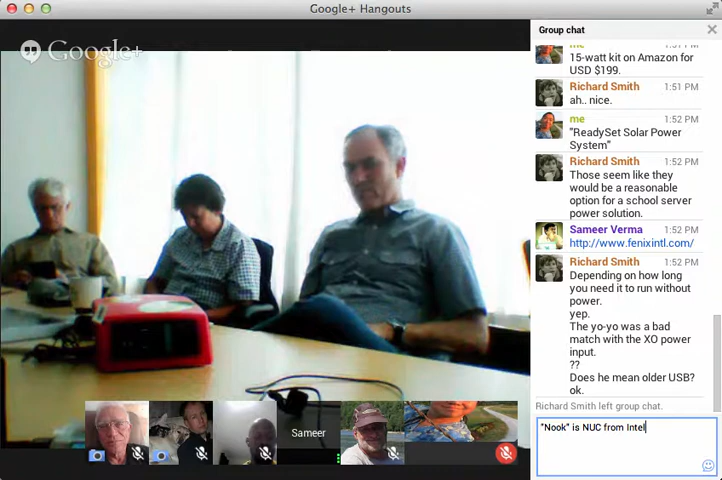 Google+ Hangouts
Google+
Group chat
me 1:51 PM
15-watt kit on Amazon for
USD $199.
Richard Smith 1:51 PM
ah.. nice.
me 1:52 PM
"ReadySet Solar Power
System"
Richard Smith 1:52 PM
Those seem like they
would be a reasonable
option for a school server
power solution.
Sameer Verma 1:52 PM
http://www.fenixintl.com/
Richard Smith 1:52 PM
Depending on how long
you need it to run without
power.
yep.
The yo-yo was a bad
match with the XO power
input.
??
Does he mean older USB?
ok.
Richard Smith left group chat.
"Nook" is NUC from Intel
Sameer